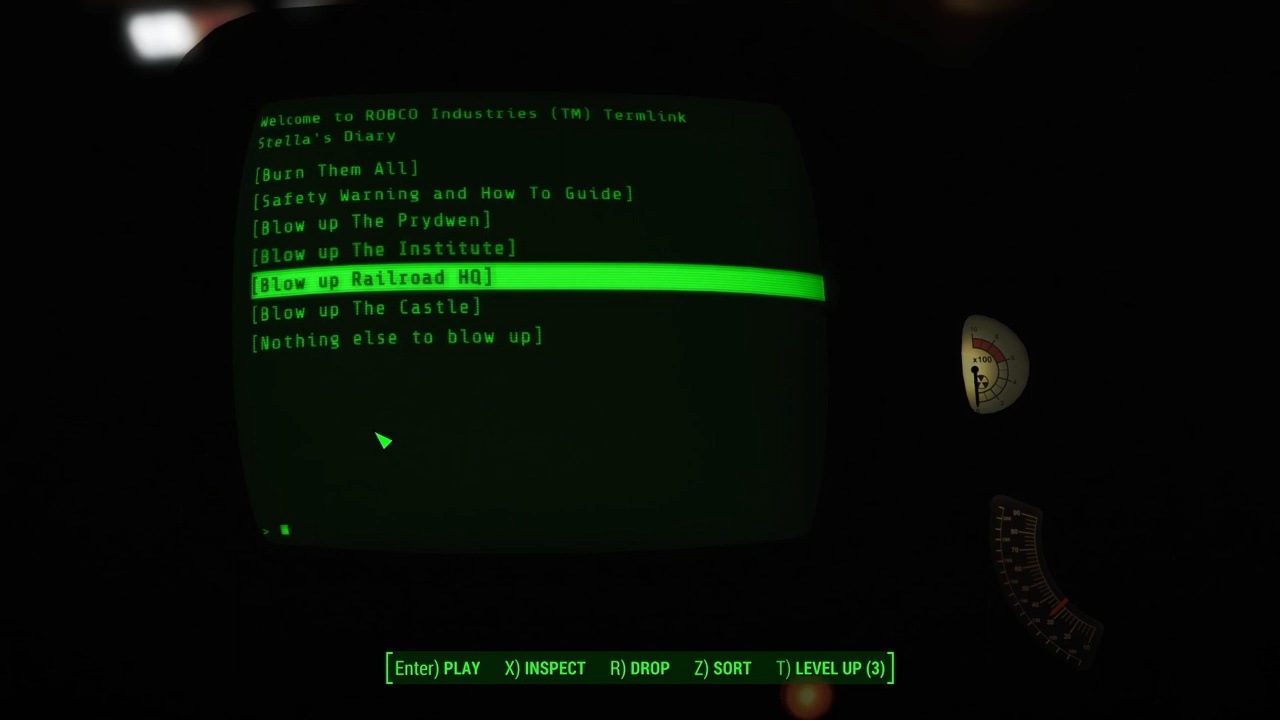 Welcome to ROBCO Industries (TM) Termlink
Stella's Diary
[Burn Them All]
[Safety Warning and How To Guide]
[Blow up The Prydwen]
[Blow up The Institute]
[Blow up Railroad HQ]
[Blow up The Castle]
[Nothing else to blow up]
>
x100
Enter) PLAY X) INSPECT R) DROP Z) SORT T) LEVEL UP (3)